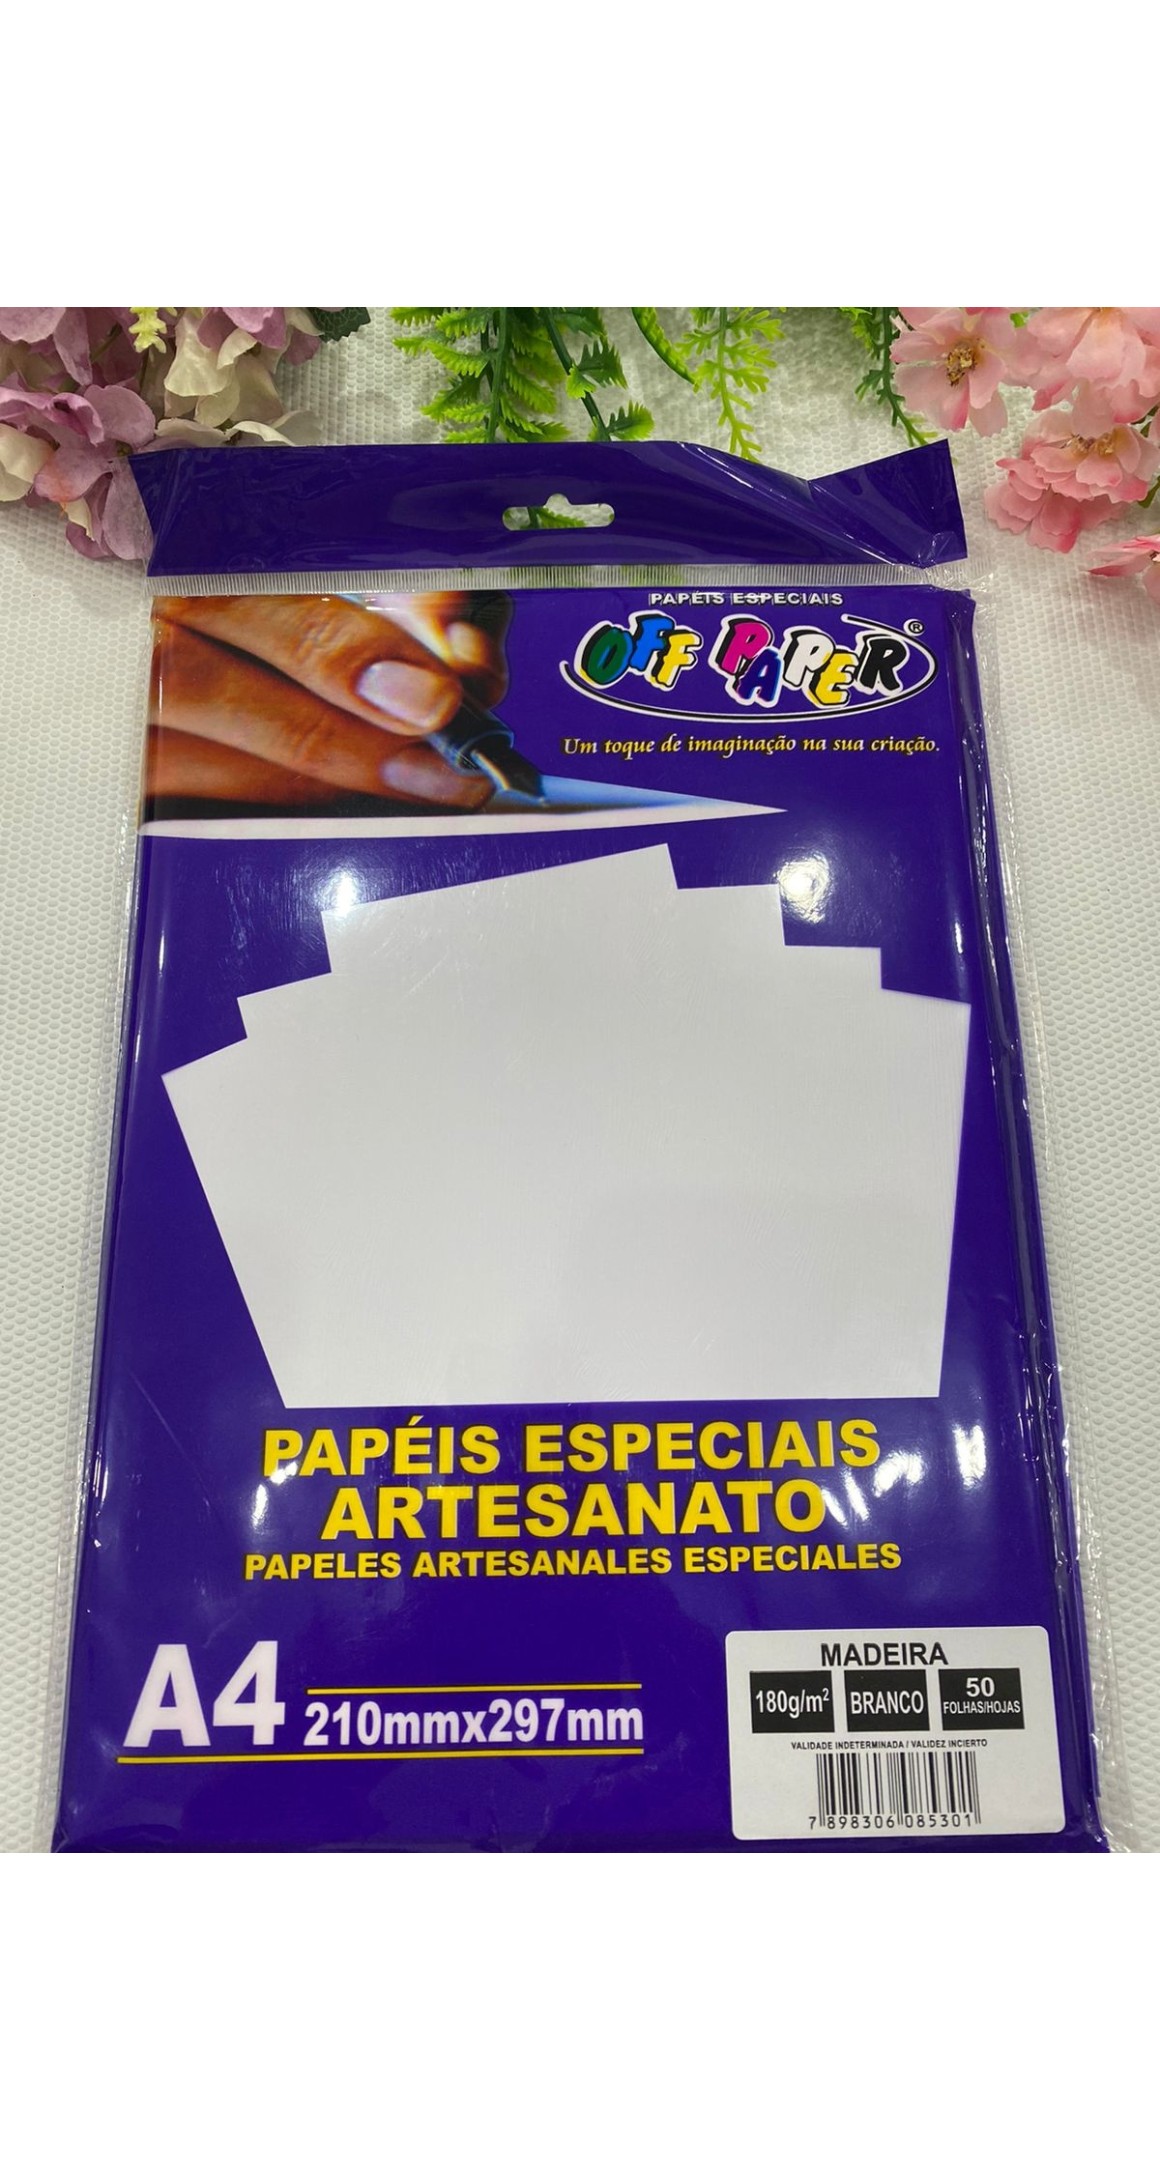 PAPÉIS ESPECIAIS
OFF PAPER®
Um toque de imaginação na sua criação.
PAPÉIS ESPECIAIS
ARTESANATO
PAPELES ARTESANALES ESPECIALES
A4 210mmx297mm
MADEIRA
180g/m² BRANCO 50 FOLHAS/HOJAS
VALIDADE INDETERMINADA / VALIDEZ INCIERTO
7 898306 085301